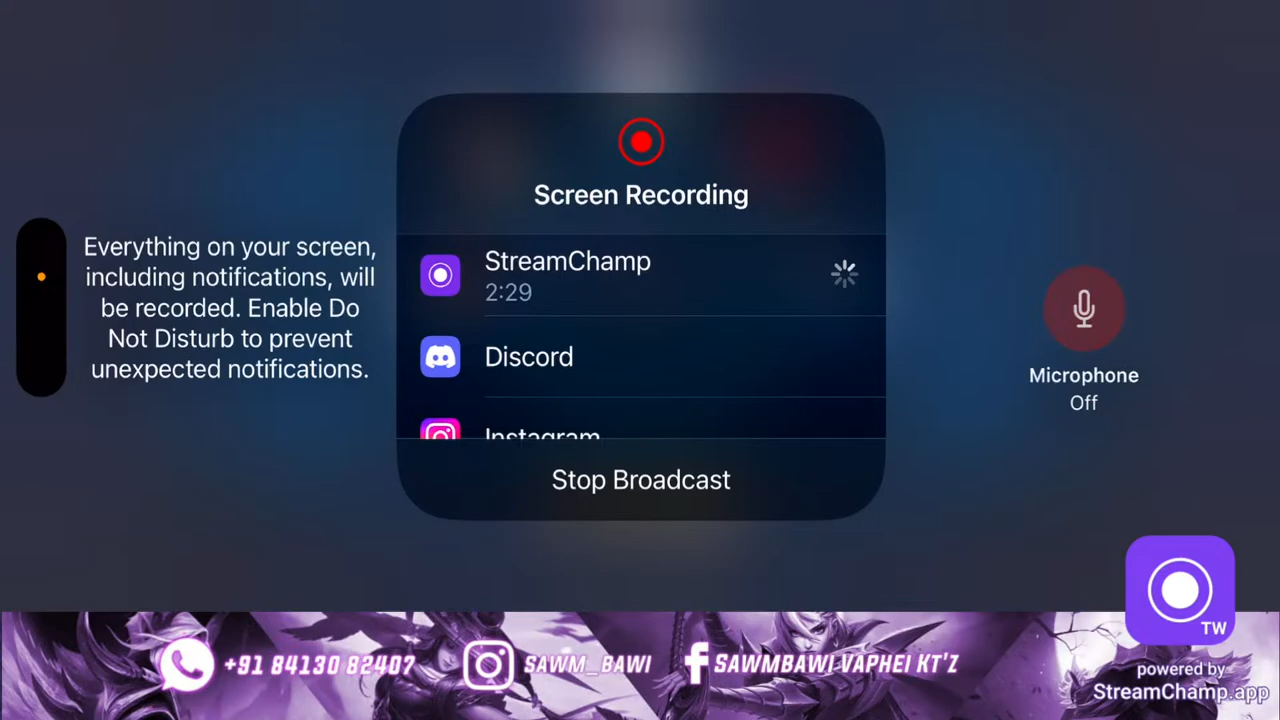 Screen Recording
Everything on your screen,
including notifications, will
be recorded. Enable Do
Not Disturb to prevent
unexpected notifications.
StreamChamp
2:29
Discord
Instagram
Stop Broadcast
Microphone
Off
TW
+91 84130 82407
SAWM_BAWI
SAWMBAWI VAPHEI KT'Z
powered by
StreamChamp.app